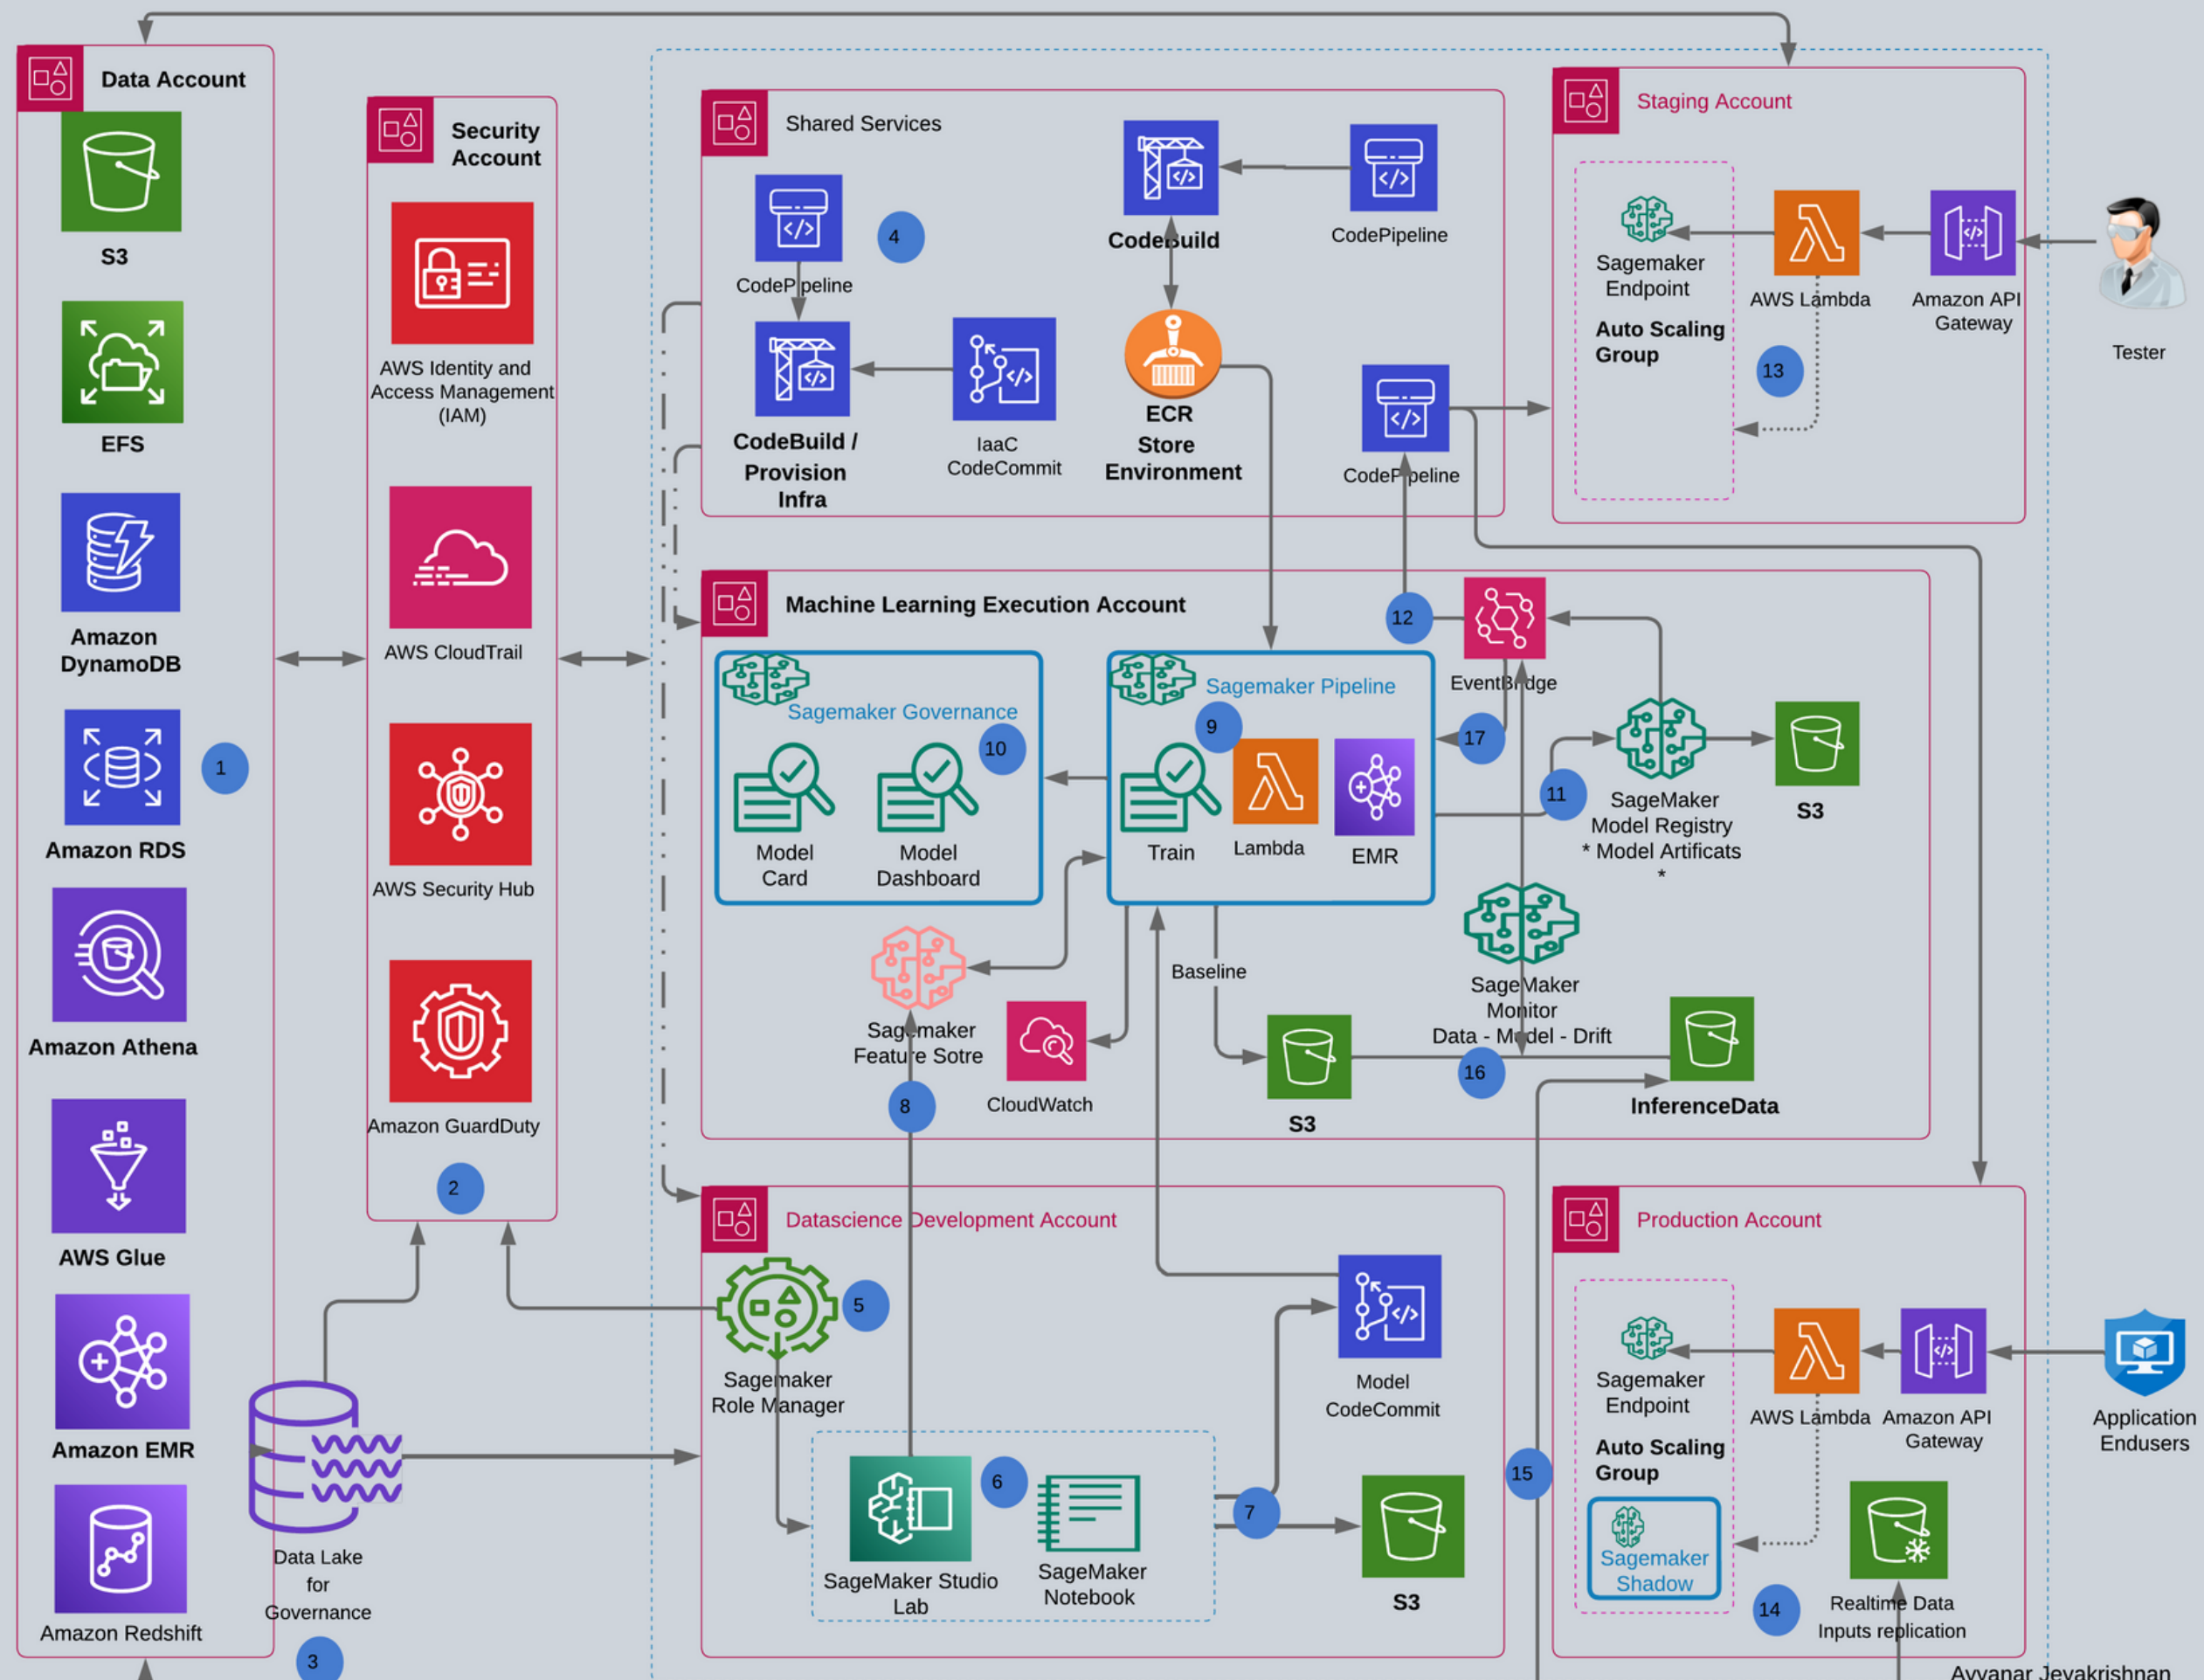 Data Account
S3
EFS
Amazon
DynamoDB
Amazon RDS
1
Amazon Athena
AWS Glue
Amazon EMR
Amazon Redshift
Data Lake
for
Governance
3
Security
Account
AWS Identity and
Access Management
(IAM)
AWS CloudTrail
AWS Security Hub
Amazon GuardDuty
2
Shared Services
CodePipeline
4
CodeBuild /
Provision
Infra
IaaC
CodeCommit
CodeBuild
CodePipeline
ECR
Store
Environment
CodePipeline
Staging Account
Sagemaker
Endpoint
Auto Scaling
Group
AWS Lambda
Amazon API
Gateway
13
Tester
Machine Learning Execution Account
Sagemaker Governance
10
Model
Card
Model
Dashboard
Sagemaker Pipeline
9
Train
Lambda
EMR
12
EventBridge
17
11
SageMaker
Model Registry
* Model Artificats
*
S3
Sagemaker
Feature Sotre
8
CloudWatch
Baseline
S3
SageMaker
Monitor
Data - Model - Drift
16
InferenceData
Datascience Development Account
5
Sagemaker
Role Manager
SageMaker Studio
Lab
6
SageMaker
Notebook
7
Model
CodeCommit
S3
15
Production Account
Sagemaker
Endpoint
Auto Scaling
Group
Sagemaker
Shadow
AWS Lambda
Amazon API
Gateway
14
Realtime Data
Inputs replication
Application
Endusers
Ayyanar Jeyakrishnan